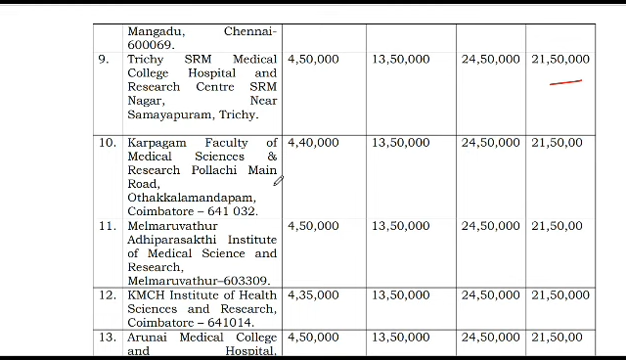 Mangadu, Chennai-
600069.
9. Trichy SRM Medical 4,50,000 13,50,000 24,50,000 21,50,000
College Hospital and
Research Centre SRM
Nagar, Near
Samayapuram, Trichy.
10. Karpagam Faculty of 4,40,000 13,50,000 24,50,000 21,50,00
Medical Sciences &
Research Pollachi Main
Road,
Othakkalamandapam,
Coimbatore – 641 032.
11. Melmaruvathur 4,50,000 13,50,000 24,50,000 21,50,00
Adhiparasakthi Institute
of Medical Science and
Research,
Melmaruvathur–603309.
12. KMCH Institute of Health 4,35,000 13,50,000 24,50,000 21,50,000
Sciences and Research,
Coimbatore – 641014.
13. Arunai Medical College 4,50,000 13,50,000 24,50,000 21,50,00
and Hospital,